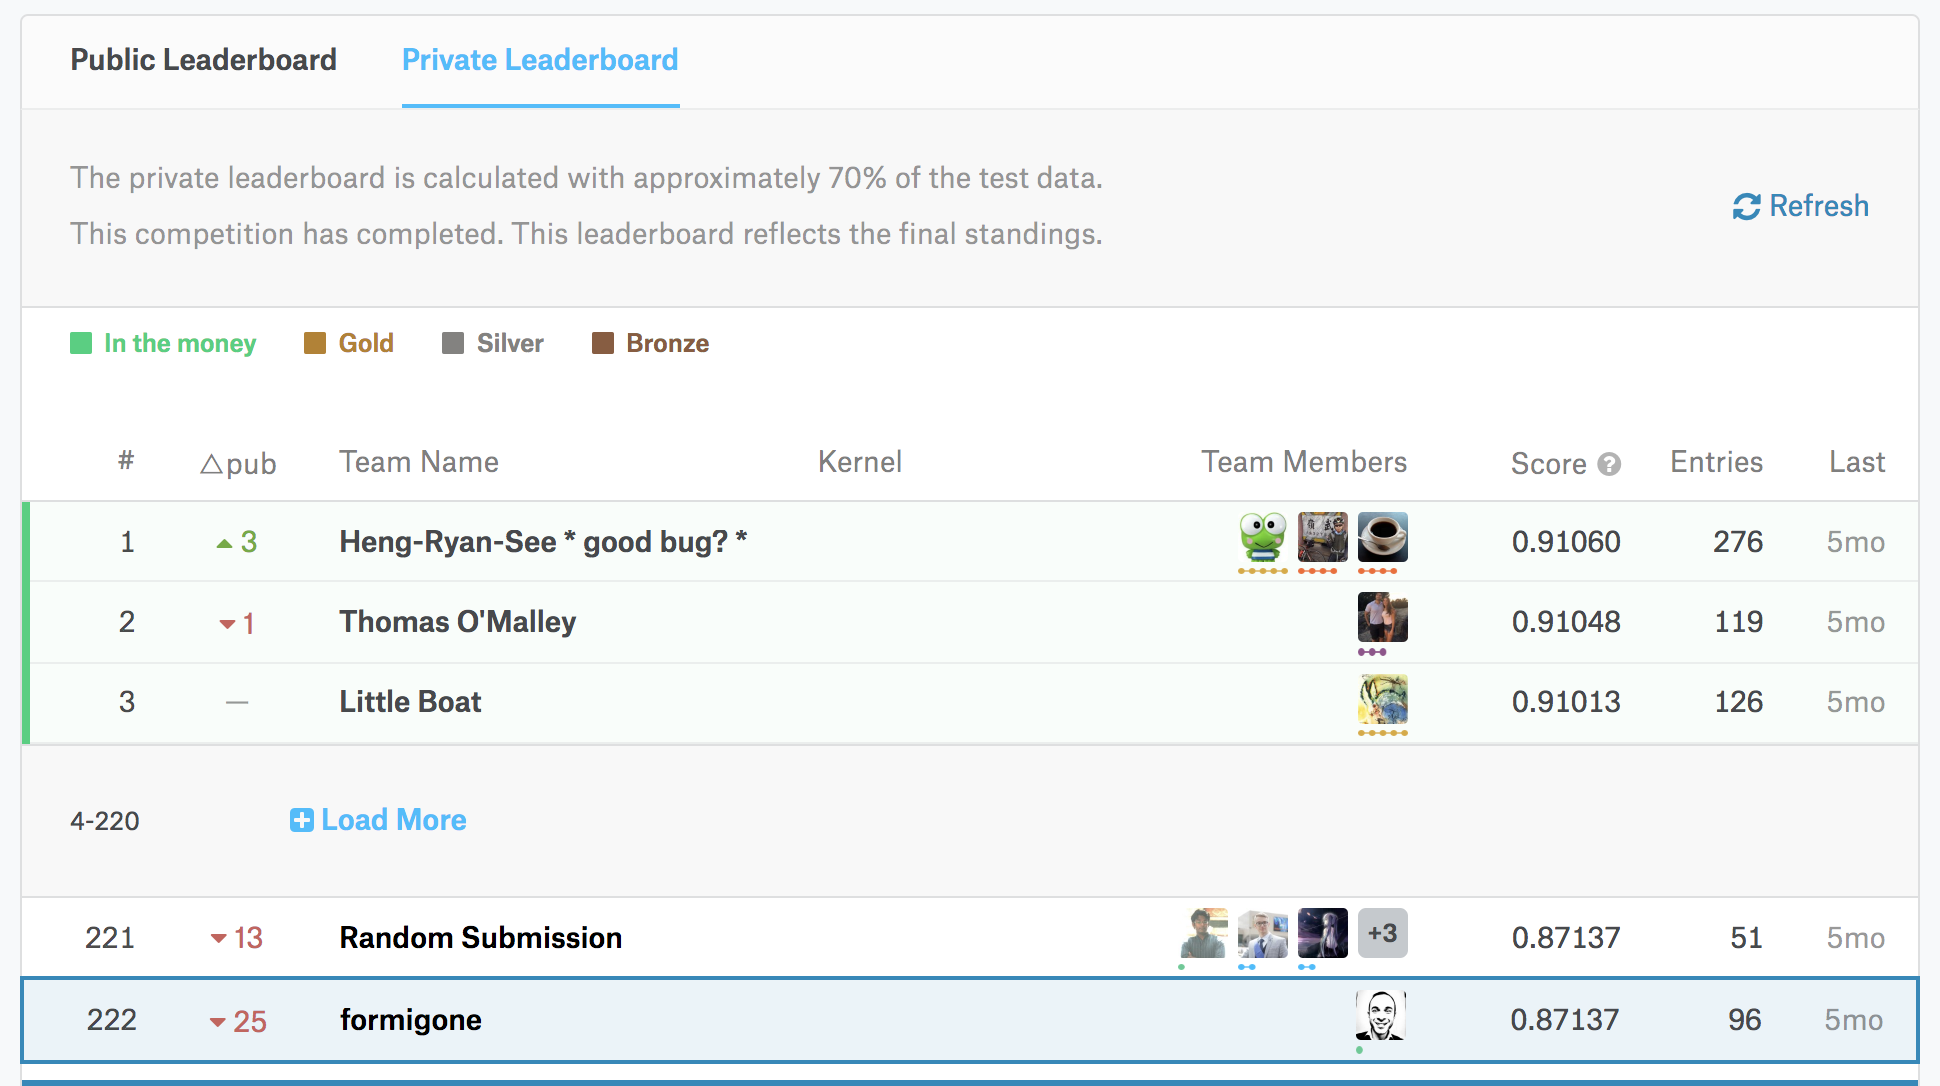 Public Leaderboard Private Leaderboard
The private leaderboard is calculated with approximately 70% of the test data.
This competition has completed. This leaderboard reflects the final standings.
Refresh
In the money Gold Silver Bronze
# △pub Team Name Kernel Team Members Score ? Entries Last
1 ▲ 3 Heng-Ryan-See * good bug? * 0.91060 276 5mo
2 ▼ 1 Thomas O'Malley 0.91048 119 5mo
3 — Little Boat 0.91013 126 5mo
4-220 Load More
221 ▼ 13 Random Submission +3 0.87137 51 5mo
222 ▼ 25 formigone 0.87137 96 5mo